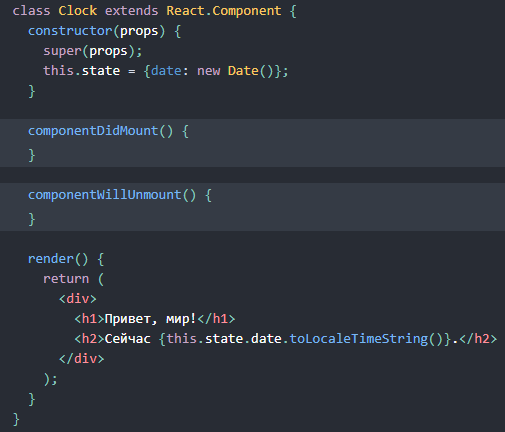 class Clock extends React.Component {
constructor(props) {
super(props);
this.state = {date: new Date()};
}
componentDidMount() {
}
componentWillUnmount() {
}
render() {
return (
<div>
<h1>Привет, мир!</h1>
<h2>Сейчас {this.state.date.toLocaleTimeString()}.</h2>
</div>
);
}
}